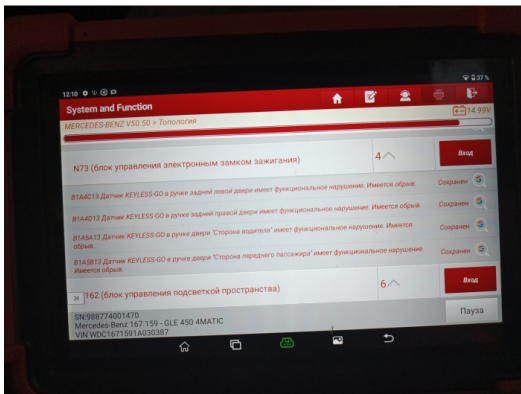 12:10
37%
System and Function
MERCEDES-BENZ V50.50 > Топология
14.99V
N73 (блок управления электронным замком зажигания)
4
Вход
B1A4C13 Датчик KEYLESS-GO в ручке задней левой двери имеет функциональное нарушение. Имеется обрыв.
Сохранен
B1A4D13 Датчик KEYLESS-GO в ручке задней правой двери имеет функциональное нарушение. Имеется обрыв.
Сохранен
B1A5A13 Датчик KEYLESS-GO в ручке двери "Сторона водителя" имеет функциональное нарушение. Имеется
обрыв.
Сохранен
B1A5B13 Датчик KEYLESS-GO в ручке двери "Сторона переднего пассажира" имеет функциональное нарушение.
Имеется обрыв.
Сохранен
162 (блок управления подсветкой пространства)
6
Вход
SN:988774001470
Mercedes-Benz 167.159 - GLE 450 4MATIC
VIN WDC1671591A030387
Пауза